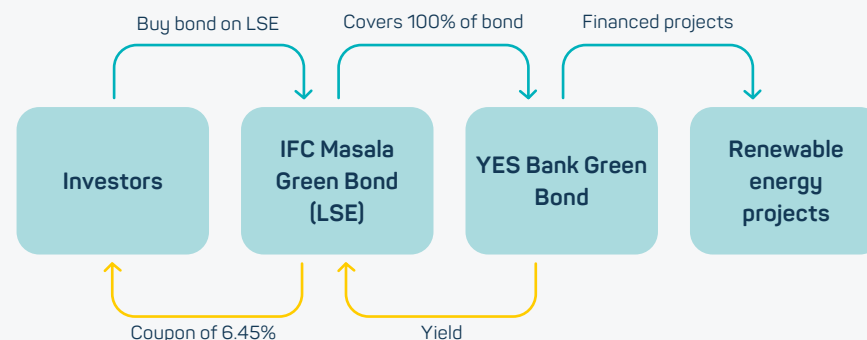 Buy bond on LSE
Covers 100% of bond
Financed projects
Investors
IFC Masala
Green Bond
(LSE)
YES Bank Green
Bond
Renewable
energy
projects
Coupon of 6.45%
Yield